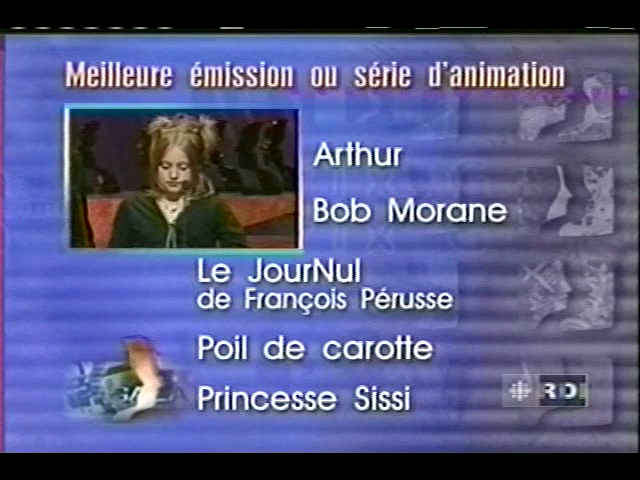 Meilleure émission ou série d'animation
Arthur
Bob Morane
Le JourNul
de François Pérusse
Poil de carotte
Princesse Sissi
RDI